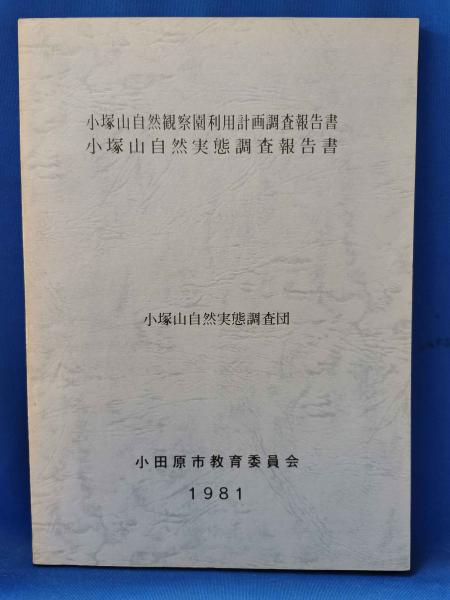 小塚山自然観察園利用計画調査報告書
小塚山自然実態調査報告書
小塚山自然実態調査団
小田原市教育委員会
1981